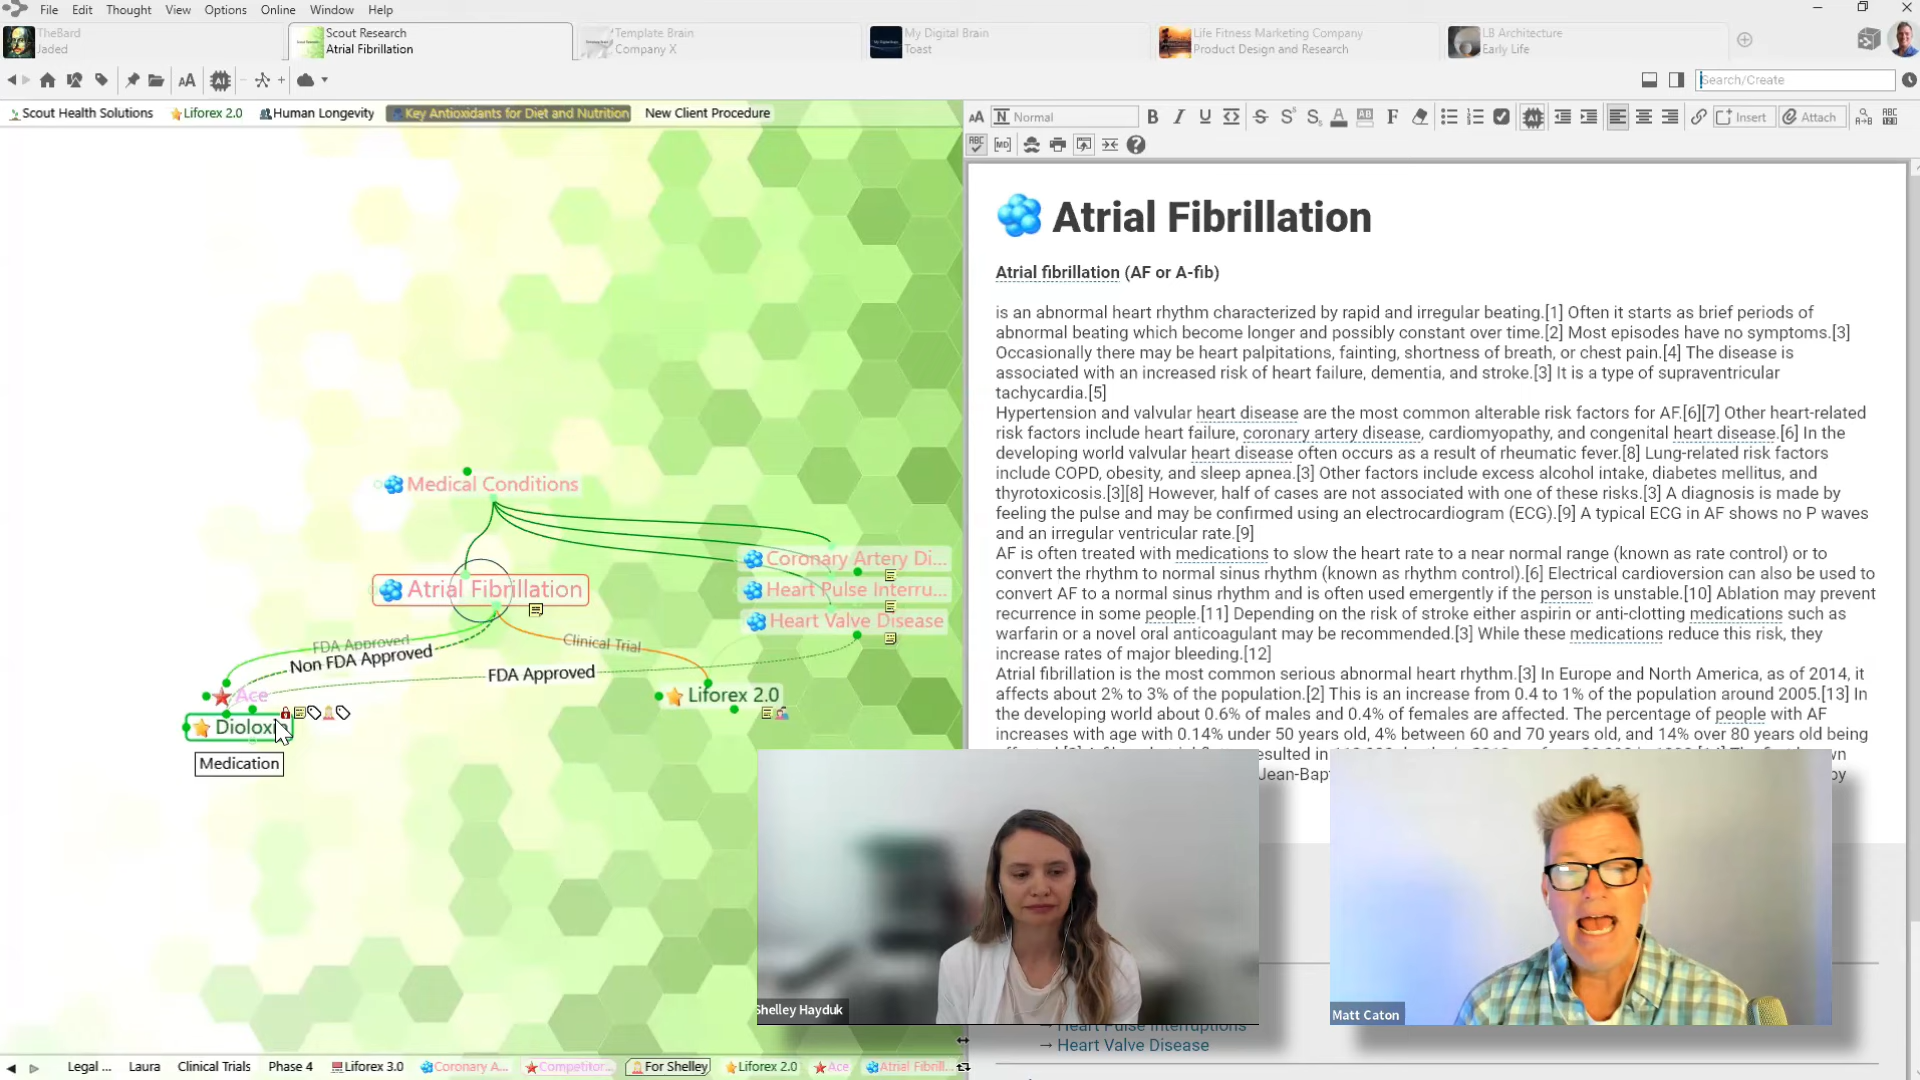 File Edit Thought View Options Online Window Help
TheBard
Jaded
Scout Research
Atrial Fibrillation
Template Brain
Company X
My Digital Brain
Toast
Life Fitness Marketing Company
Product Design and Research
LB Architecture
Early Life
Search/Create
Scout Health Solutions Liforex 2.0 Human Longevity Key Antioxidants for Diet and Nutrition New Client Procedure
Normal
Insert
Attach
Medical Conditions
Atrial Fibrillation
Coronary Artery Di...
Heart Pulse Interru...
Heart Valve Disease
FDA Approved
Non FDA Approved
Clinical Trial
FDA Approved
Ace
Liforex 2.0
Medication
Atrial Fibrillation
Atrial fibrillation (AF or A-fib)
is an abnormal heart rhythm characterized by rapid and irregular beating.[1] Often it starts as brief periods of
abnormal beating which become longer and possibly constant over time.[2] Most episodes have no symptoms.[3]
Occasionally there may be heart palpitations, fainting, shortness of breath, or chest pain.[4] The disease is
associated with an increased risk of heart failure, dementia, and stroke.[3] It is a type of supraventricular
tachycardia.[5]
Hypertension and valvular heart disease are the most common alterable risk factors for AF.[6][7] Other heart-related
risk factors include heart failure, coronary artery disease, cardiomyopathy, and congenital heart disease.[6] In the
developing world valvular heart disease often occurs as a result of rheumatic fever.[8] Lung-related risk factors
include COPD, obesity, and sleep apnea.[3] Other factors include excess alcohol intake, diabetes mellitus, and
thyrotoxicosis.[3][8] However, half of cases are not associated with one of these risks.[3] A diagnosis is made by
feeling the pulse and may be confirmed using an electrocardiogram (ECG).[9] A typical ECG in AF shows no P waves
and an irregular ventricular rate.[9]
AF is often treated with medications to slow the heart rate to a near normal range (known as rate control) or to
convert the rhythm to normal sinus rhythm (known as rhythm control).[6] Electrical cardioversion can also be used to
convert AF to a normal sinus rhythm and is often used emergently if the person is unstable.[10] Ablation may prevent
recurrence in some people.[11] Depending on the risk of stroke either aspirin or anti-clotting medications such as
warfarin or a novel oral anticoagulant may be recommended.[3] While these medications reduce this risk, they
increase rates of major bleeding.[12]
Atrial fibrillation is the most common serious abnormal heart rhythm.[3] In Europe and North America, as of 2014, it
affects about 2% to 3% of the population.[2] This is an increase from 0.4 to 1% of the population around 2005.[13] In
the developing world about 0.6% of males and 0.4% of females are affected. The percentage of people with AF
increases with age with 0.14% under 50 years old, 4% between 60 and 70 years old, and 14% over 80 years old being
Shelley Hayduk
Matt Caton
→ Heart Pulse Interruptions
→ Heart Valve Disease
Legal ... Laura Clinical Trials Phase 4 Liforex 3.0 Coronary A... Competitor... For Shelley Liforex 2.0 Ace Atrial Fibrill...